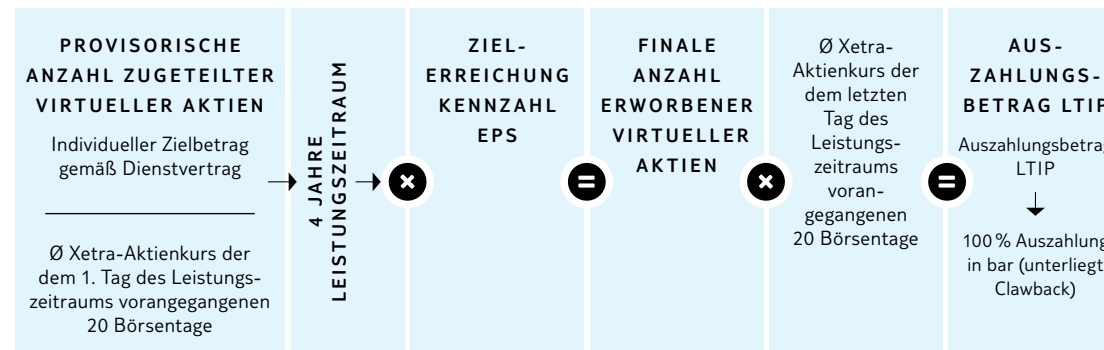 PROVISORISCHE
ANZAHL ZUGETEILTER
VIRTUELLER AKTIEN
Individueller Zielbetrag
gemäß Dienstvertrag
Ø Xetra-Aktienkurs der
dem 1. Tag des Leistungs-
zeitraums vorangegangenen
20 Börsentage
4 JAHRE
LEISTUNGSZEITRAUM
×
ZIEL-
ERREICHUNG
KENNZAHL
EPS
=
FINALE
ANZAHL
ERWORBENER
VIRTUELLER
AKTIEN
×
Ø Xetra-
Aktienkurs der
dem letzten
Tag des
Leistungs-
zeitraums
voran-
gegangenen
20 Börsentage
=
AUS-
ZAHLUNGS-
BETRAG LTIP
Auszahlungsbetrag
LTIP
100 % Auszahlung
in bar (unterliegt
Clawback)